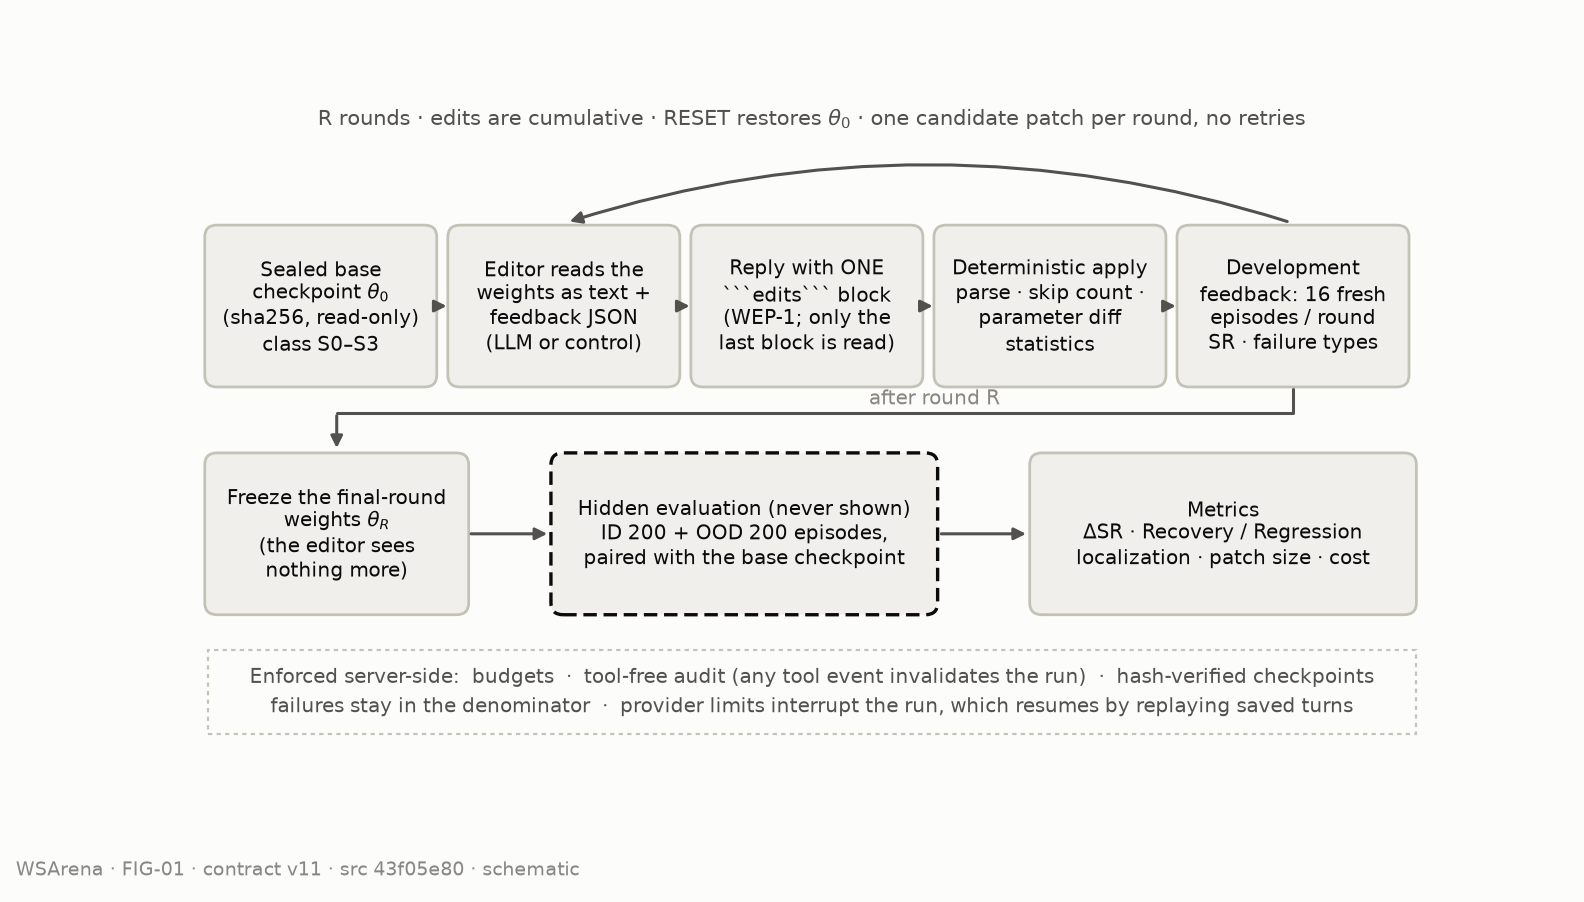 R rounds · edits are cumulative · RESET restores θ₀ · one candidate patch per round, no retries
Sealed base
checkpoint θ₀
(sha256, read-only)
class S0–S3
Editor reads the
weights as text +
feedback JSON
(LLM or control)
Reply with ONE
```edits``` block
(WEP-1; only the
last block is read)
Deterministic apply
parse · skip count ·
parameter diff
statistics
Development
feedback: 16 fresh
episodes / round
SR · failure types
after round R
Freeze the final-round
weights θ_R
(the editor sees
nothing more)
Hidden evaluation (never shown)
ID 200 + OOD 200 episodes,
paired with the base checkpoint
Metrics
ΔSR · Recovery / Regression
localization · patch size · cost
Enforced server-side:  budgets  ·  tool-free audit (any tool event invalidates the run)  ·  hash-verified checkpoints
failures stay in the denominator  ·  provider limits interrupt the run, which resumes by replaying saved turns
WSArena · FIG-01 · contract v11 · src 43f05e80 · schematic